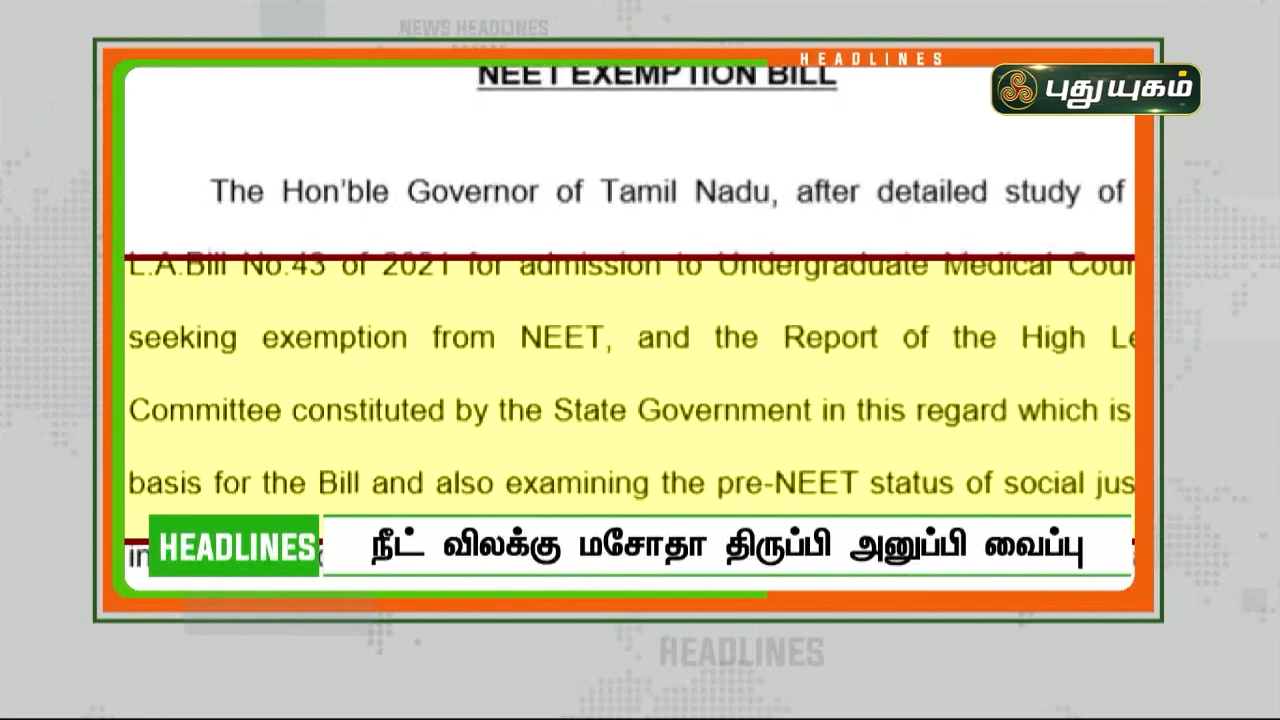 NEWS HEADLINES
HEADLINES
புதுயுகம்
NEET EXEMPTION BILL
The Hon'ble Governor of Tamil Nadu, after detailed study of
L.A.Bill No.43 of 2021 for admission to Undergraduate Medical
seeking exemption from NEET, and the Report of the High
Committee constituted by the State Government in this regard which is
basis for the Bill and also examining the pre-NEET status of social
HEADLINES
நீட் விலக்கு மசோதா திருப்பி அனுப்பி வைப்பு
HEADLINES